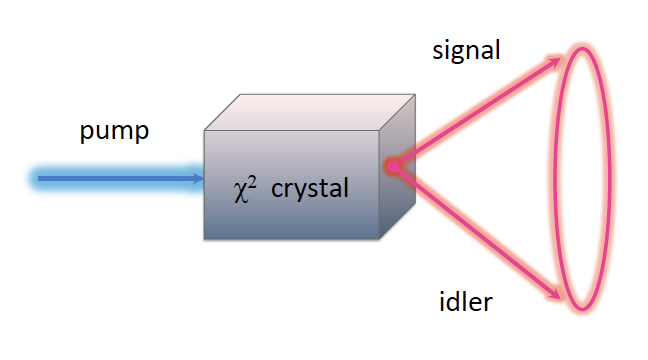 signal
pump
χ² crystal
idler